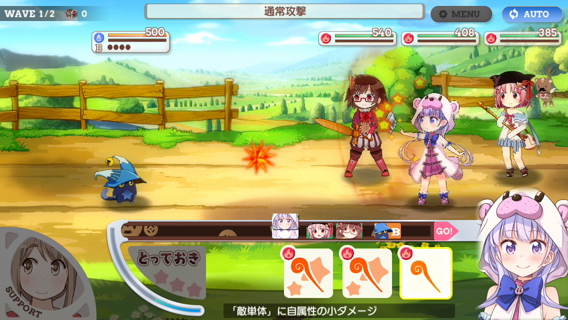 WAVE 1/2 0
通常攻撃
MENU
AUTO
500
B
540
408
385
B
GO!
とっておき
SUPPORT
「敵単体」に自属性の小ダメージ